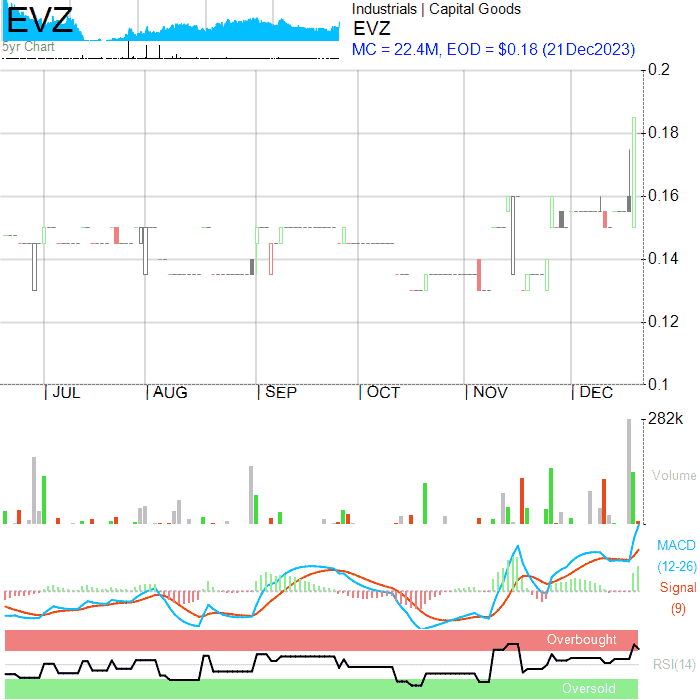 EVZ
5yr Chart
Industrials | Capital Goods
EVZ
MC = 22.4M, EOD = $0.18 (21Dec2023)
0.2
0.18
0.16
0.14
0.12
0.1
JUL AUG SEP OCT NOV DEC
282k
Volume
MACD
(12-26)
Signal
(9)
Overbought
RSI(14)
Oversold